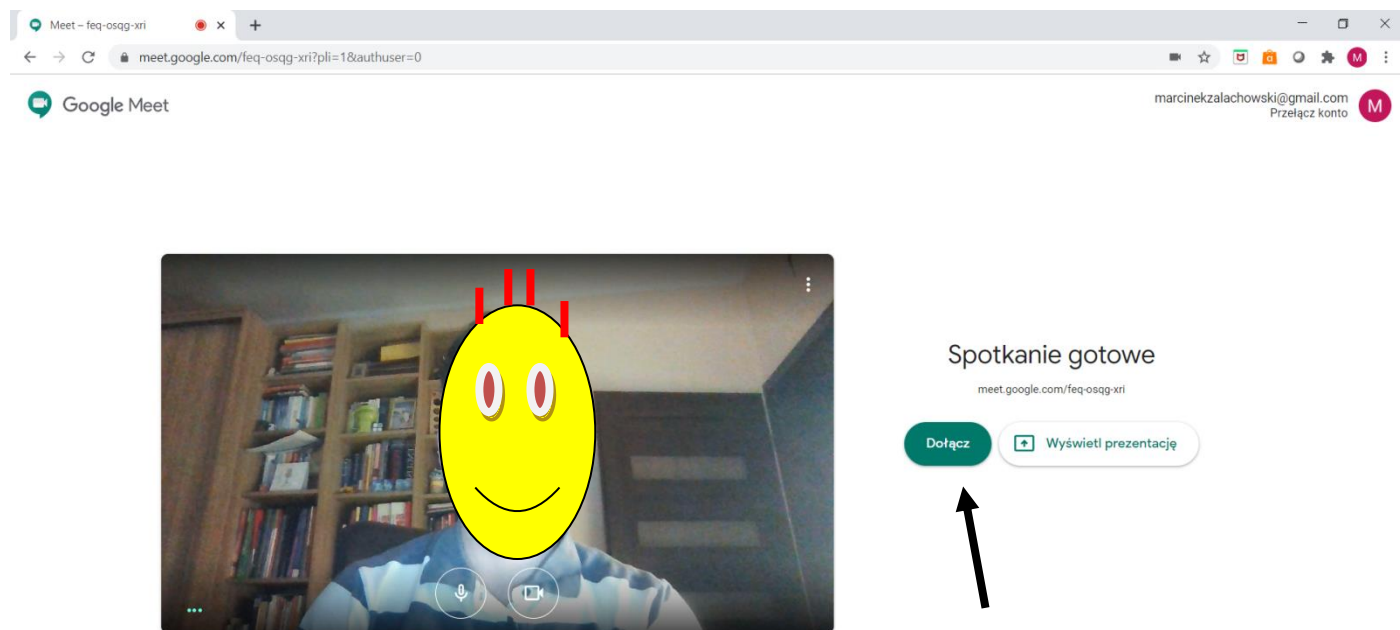 Meet – feq-osqg-xri
meet.google.com/feq-osqg-xri?pli=1&authuser=0
M
Google Meet
marcinekzalachowski@gmail.com
Przełącz konto
M
Spotkanie gotowe
meet.google.com/feq-osqg-xri
Dołącz
Wyświetl prezentację